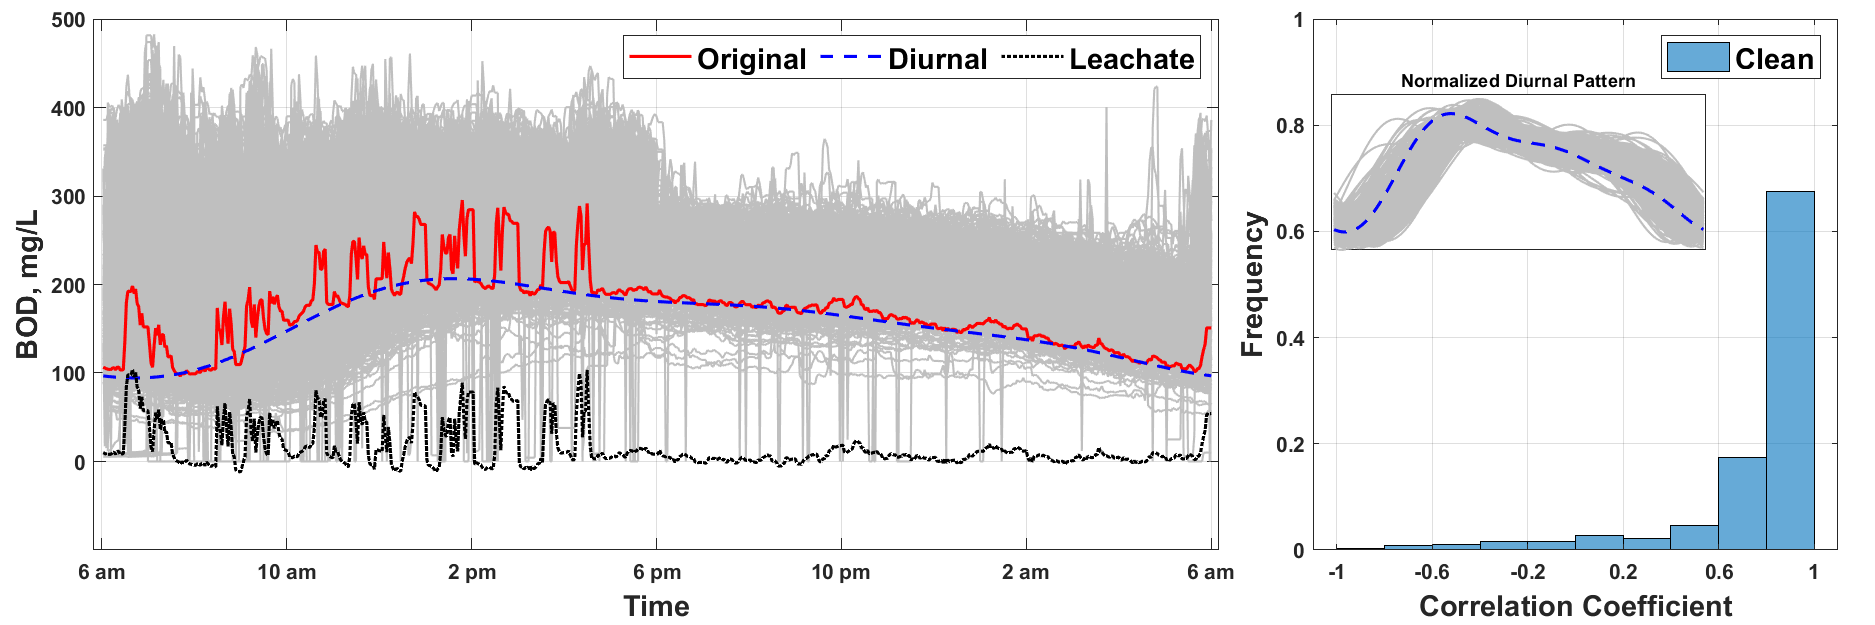 500
400
300
200
100
0
BOD, mg/L
Original Diurnal Leachate
6 am 10 am 2 pm 6 pm 10 pm 2 am 6 am
Time
1
0.8
0.6
0.4
0.2
0
Frequency
Clean
Normalized Diurnal Pattern
-1 -0.6 -0.2 0.2 0.6 1
Correlation Coefficient